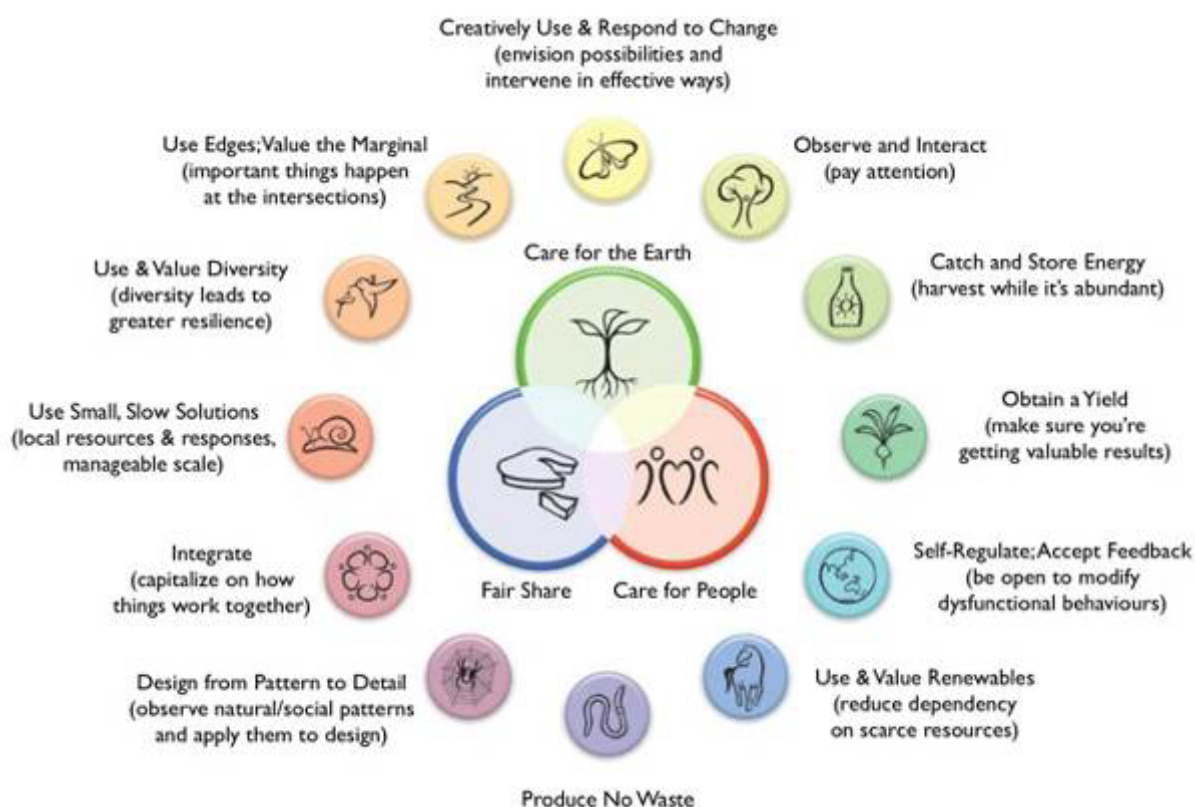 Creatively Use & Respond to Change
(envision possibilities and
intervene in effective ways)
Observe and Interact
(pay attention)
Catch and Store Energy
(harvest while it's abundant)
Obtain a Yield
(make sure you're
getting valuable results)
Self-Regulate; Accept Feedback
(be open to modify
dysfunctional behaviours)
Use & Value Renewables
(reduce dependency
on scarce resources)
Produce No Waste
Design from Pattern to Detail
(observe natural/social patterns
and apply them to design)
Integrate
(capitalize on how
things work together)
Use Small, Slow Solutions
(local resources & responses,
manageable scale)
Use & Value Diversity
(diversity leads to
greater resilience)
Use Edges; Value the Marginal
(important things happen
at the intersections)
Care for the Earth
Fair Share
Care for People